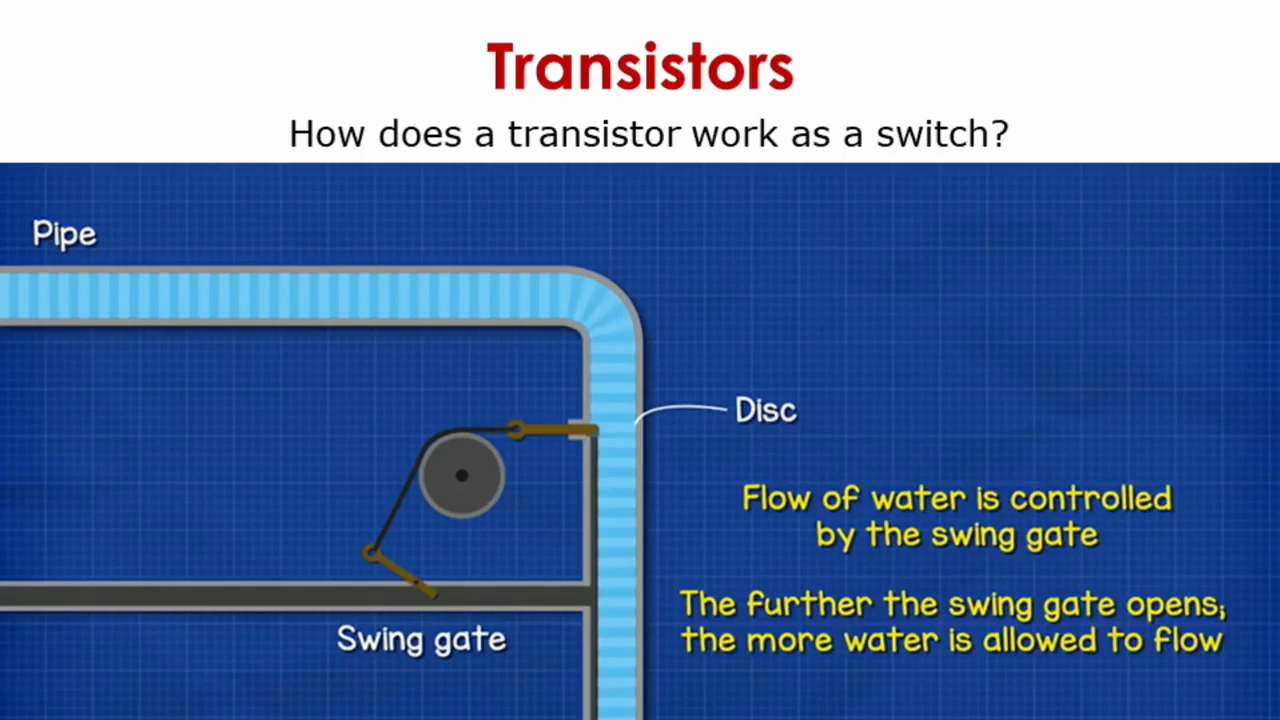 Transistors
How does a transistor work as a switch?
Pipe
Disc
Flow of water is controlled
by the swing gate
The further the swing gate opens;
the more water is allowed to flow
Swing gate